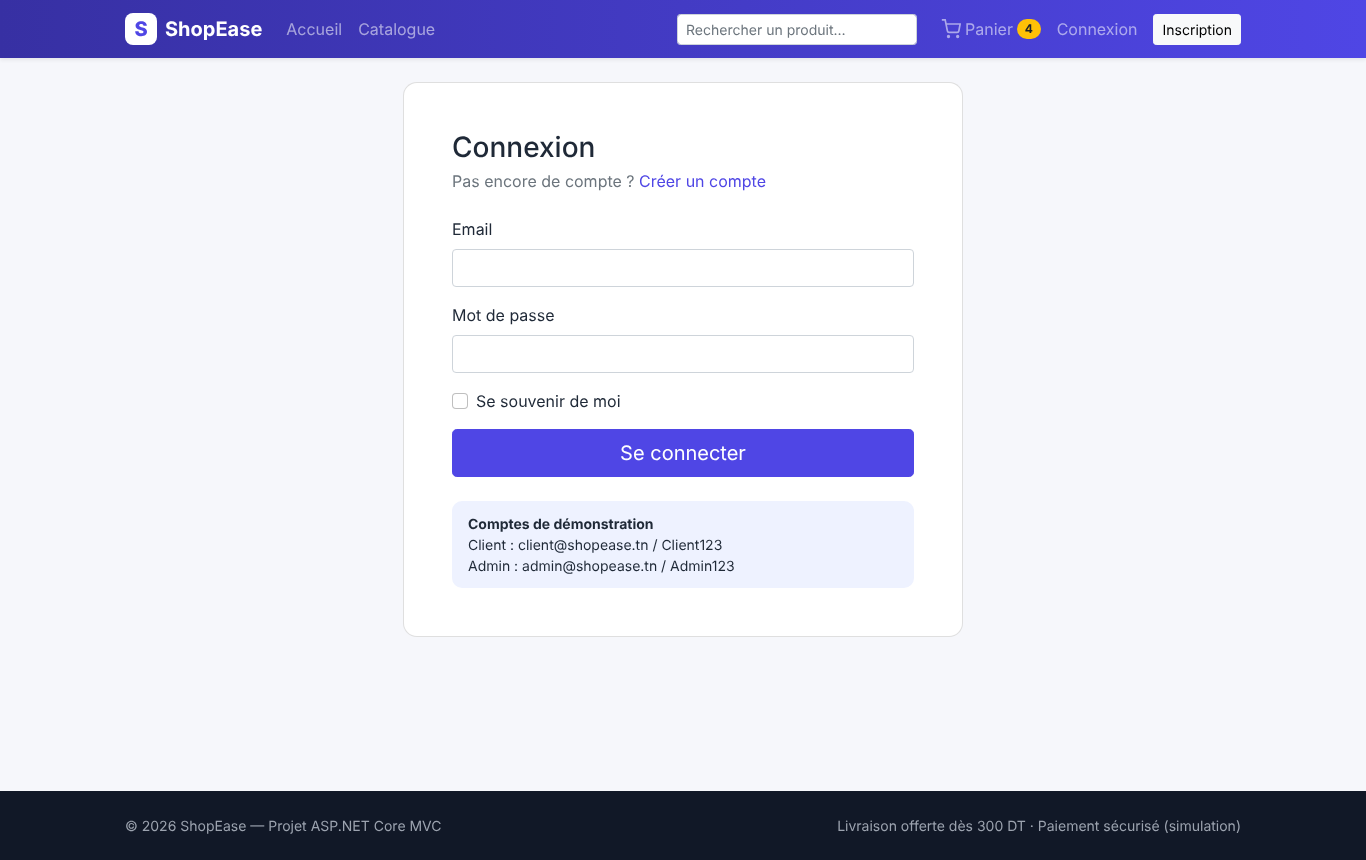 S ShopEase Accueil Catalogue Rechercher un produit... Panier 4 Connexion Inscription
Connexion
Pas encore de compte ? Créer un compte
Email
Mot de passe
Se souvenir de moi
Se connecter
Comptes de démonstration
Client : client@shopease.tn / Client123
Admin : admin@shopease.tn / Admin123
© 2026 ShopEase — Projet ASP.NET Core MVC Livraison offerte dès 300 DT · Paiement sécurisé (simulation)